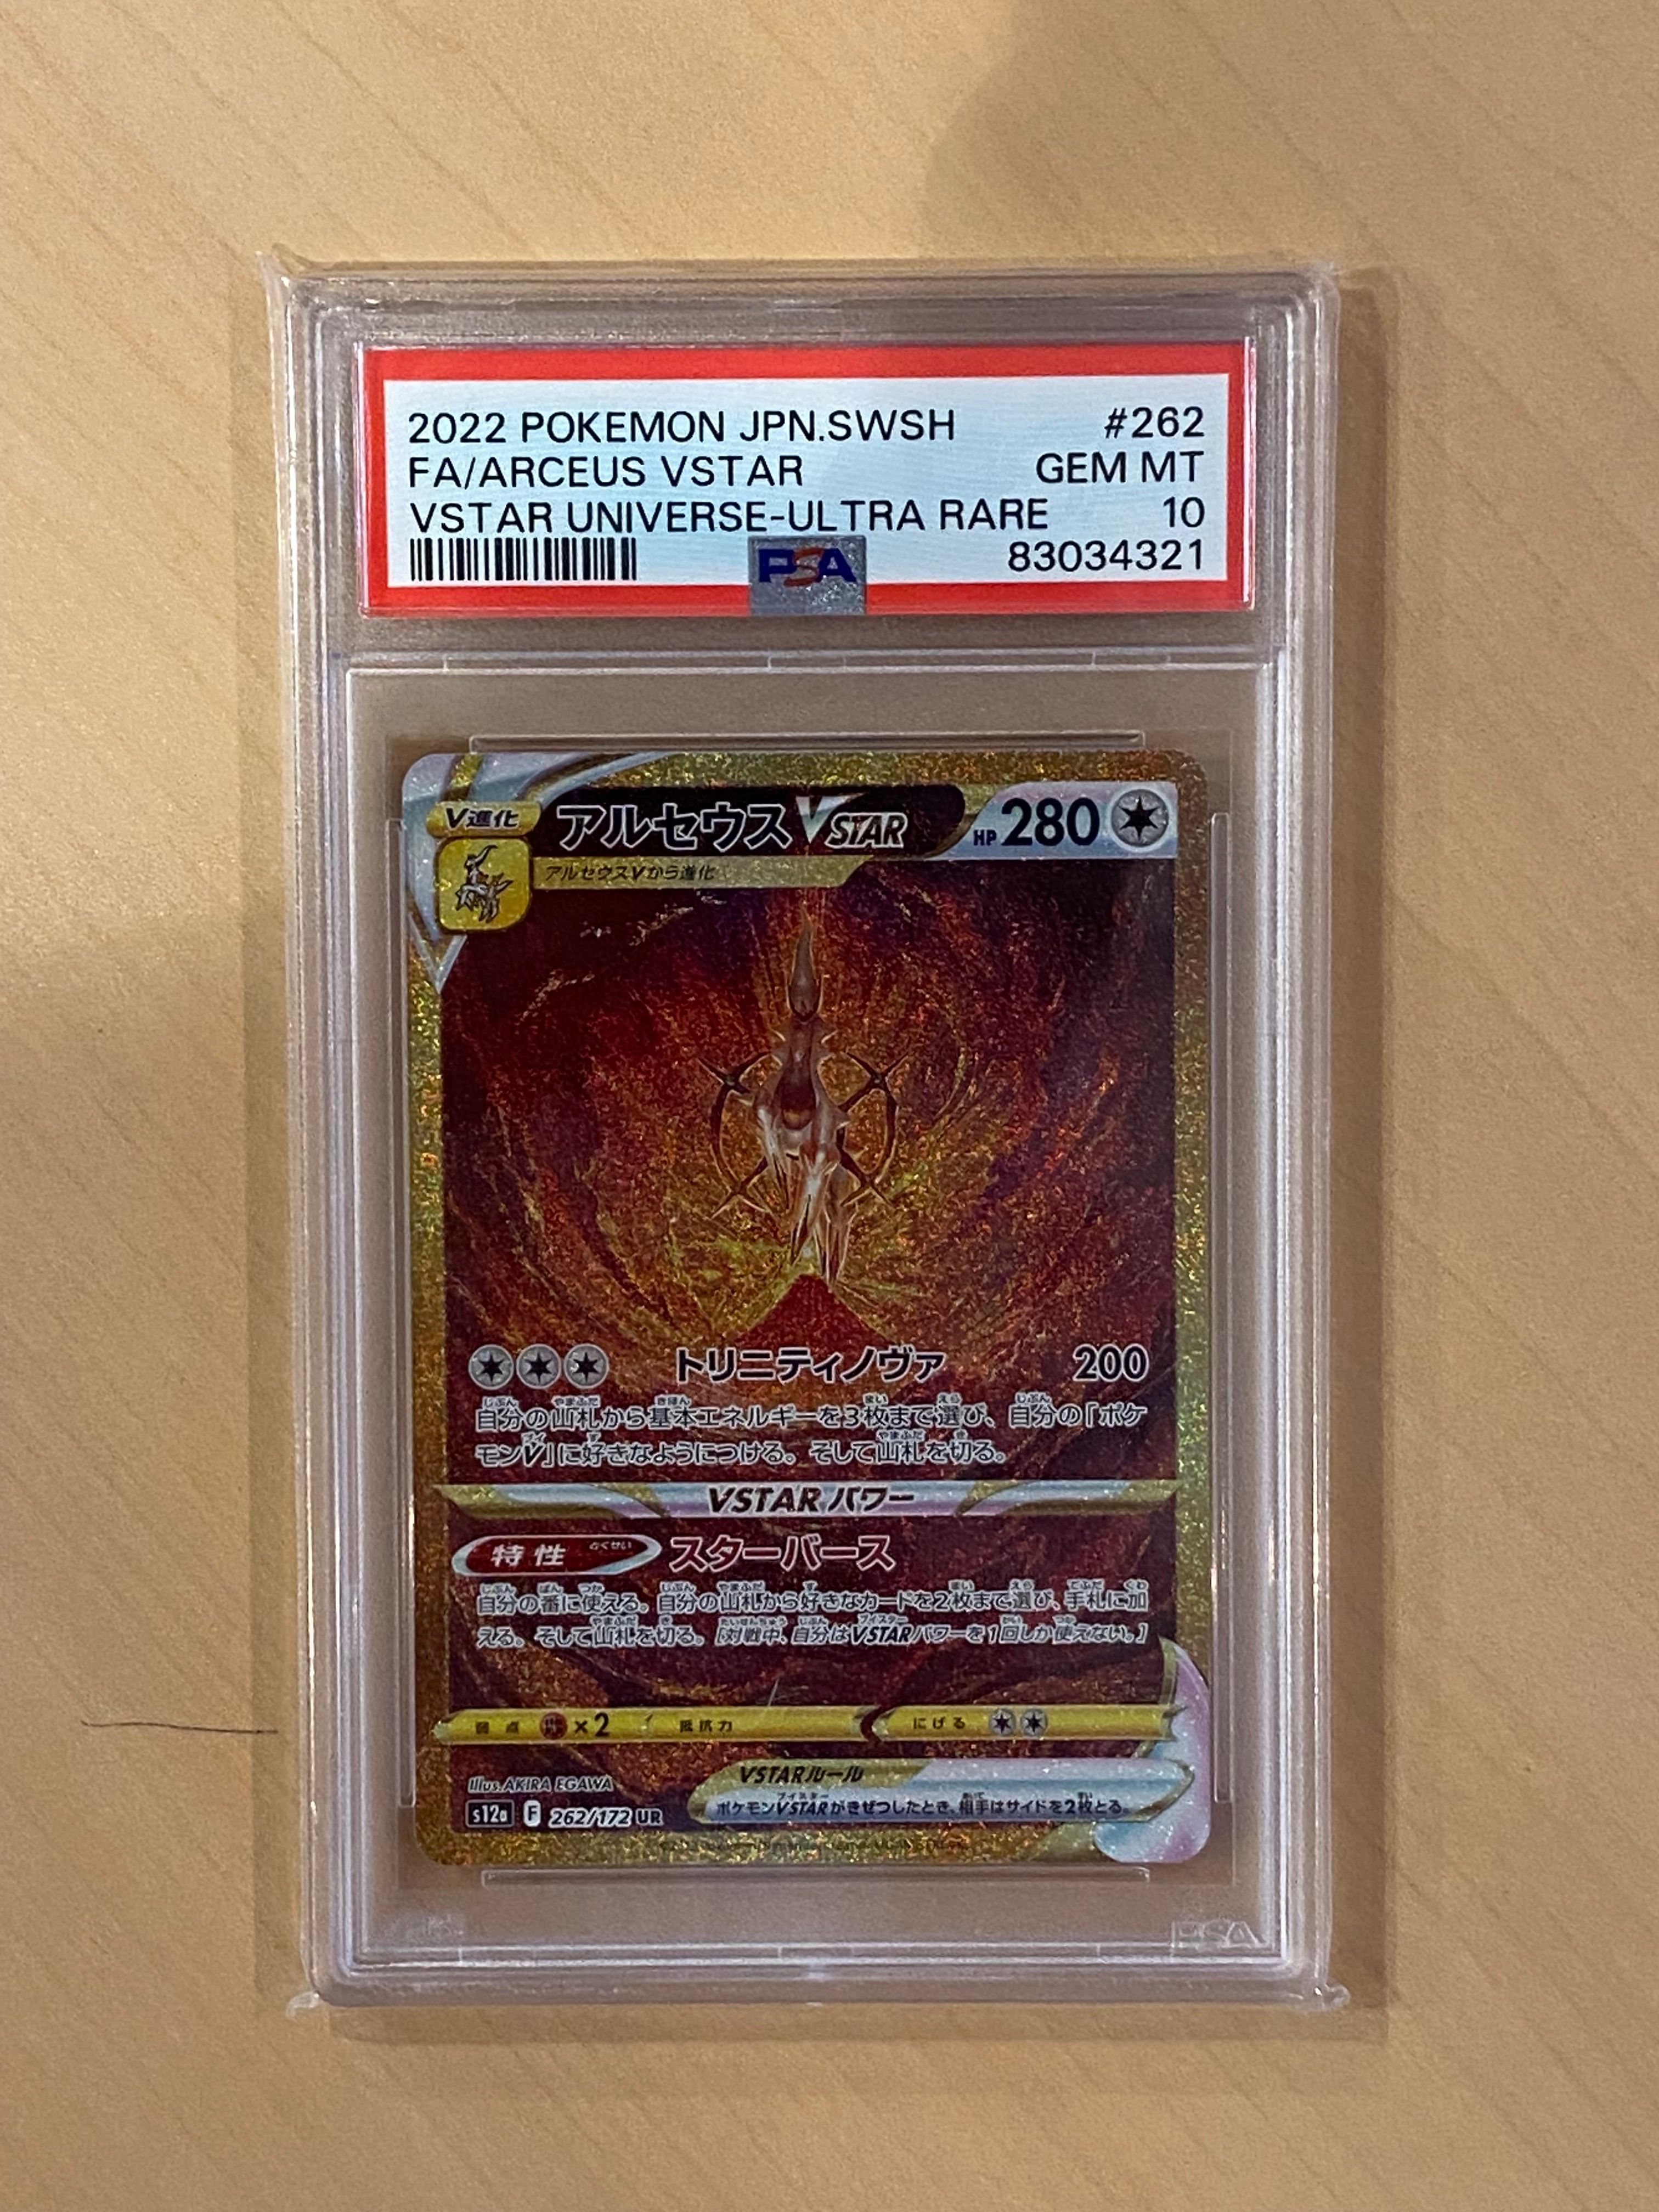 2022 POKEMON JPN.SWSH #262
FA/ARCEUS VSTAR GEM MT
VSTAR UNIVERSE-ULTRA RARE 10
PSA 83034321
V進化 アルセウス VSTAR HP 280
アルセウスVから進化
トリニティノヴァ 200
自分の山札から基本エネルギーを3枚まで選び、自分の「ポケ
モンV」に好きなようにつける。そして山札を切る。
VSTARパワー
特性 スターバース
自分の番に使える。自分の山札から好きなカードを2枚まで選び、手札に加
える。そして山札を切る。[対戦中、自分はVSTARパワーを1回しか使えない。]
弱点 ×2 抵抗力 にげる
Illus. AKIRA EGAWA
VSTARルール
ポケモンVSTARがきぜつしたとき、相手はサイドを2枚とる。
s12a F 262/172 UR
PSA